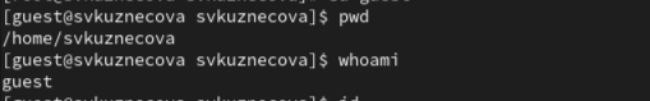 [guest@svkuznecova svkuznecova]$ pwd
/home/svkuznecova
[guest@svkuznecova svkuznecova]$ whoami
guest